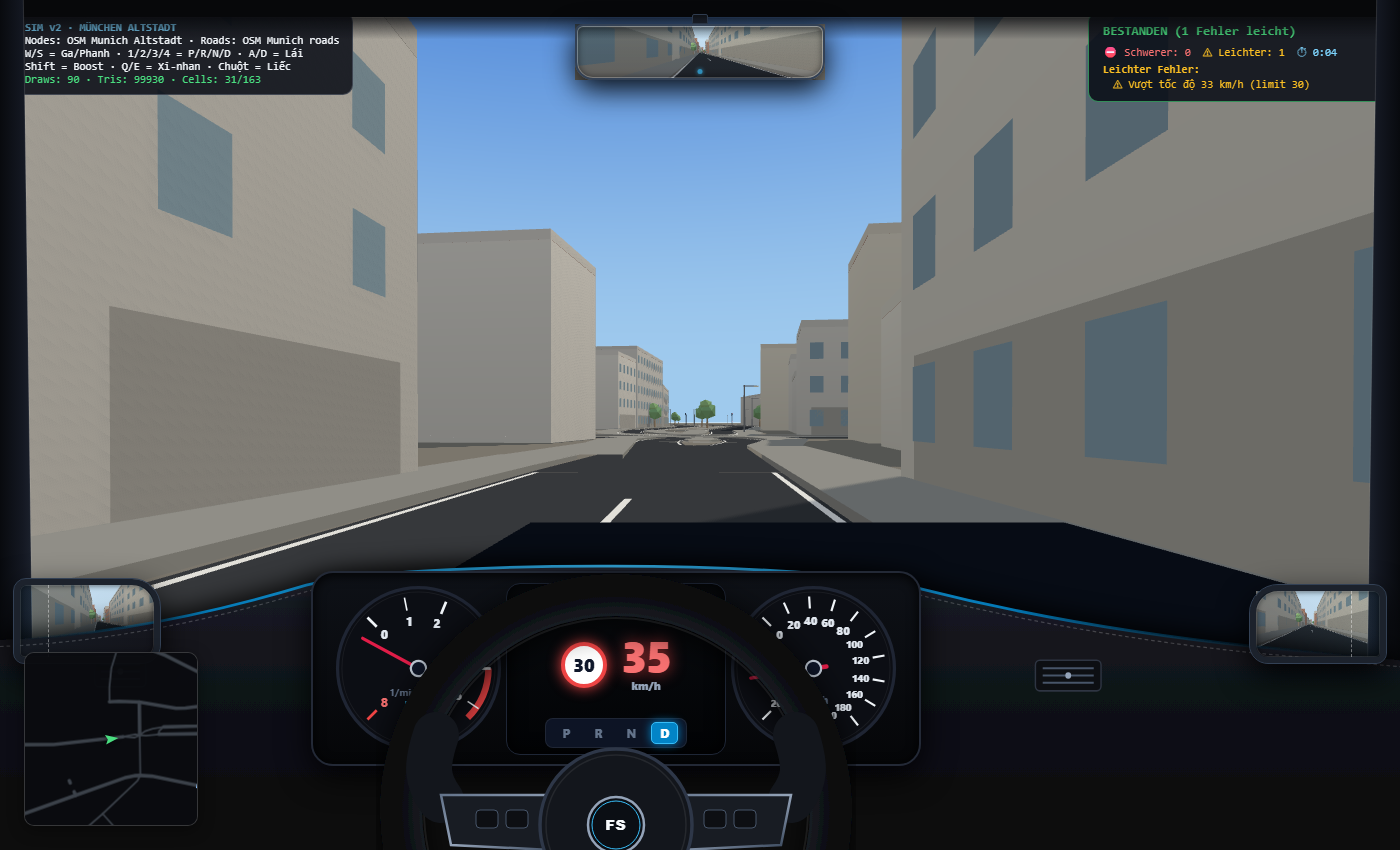 SIM v2 · MÜNCHEN ALTSTADT
Nodes: OSM Munich Altstadt · Roads: OSM Munich roads
W/S = Ga/Phanh · 1/2/3/4 = P/R/N/D · A/D = Lái
Shift = Boost · Q/E = Xi-nhan · Chuột = Liếc
Draws: 90 · Tris: 99930 · Cells: 31/163
BESTANDEN (1 Fehler leicht)
⛔ Schwerer: 0 ⚠ Leichter: 1 ⏱ 0:04
Leichter Fehler:
⚠ Vượt tốc độ 33 km/h (limit 30)
0 1 2
8
1/mi
30
35
km/h
P R N D
0 20 40 60 80 100 120 140 160 180
FS